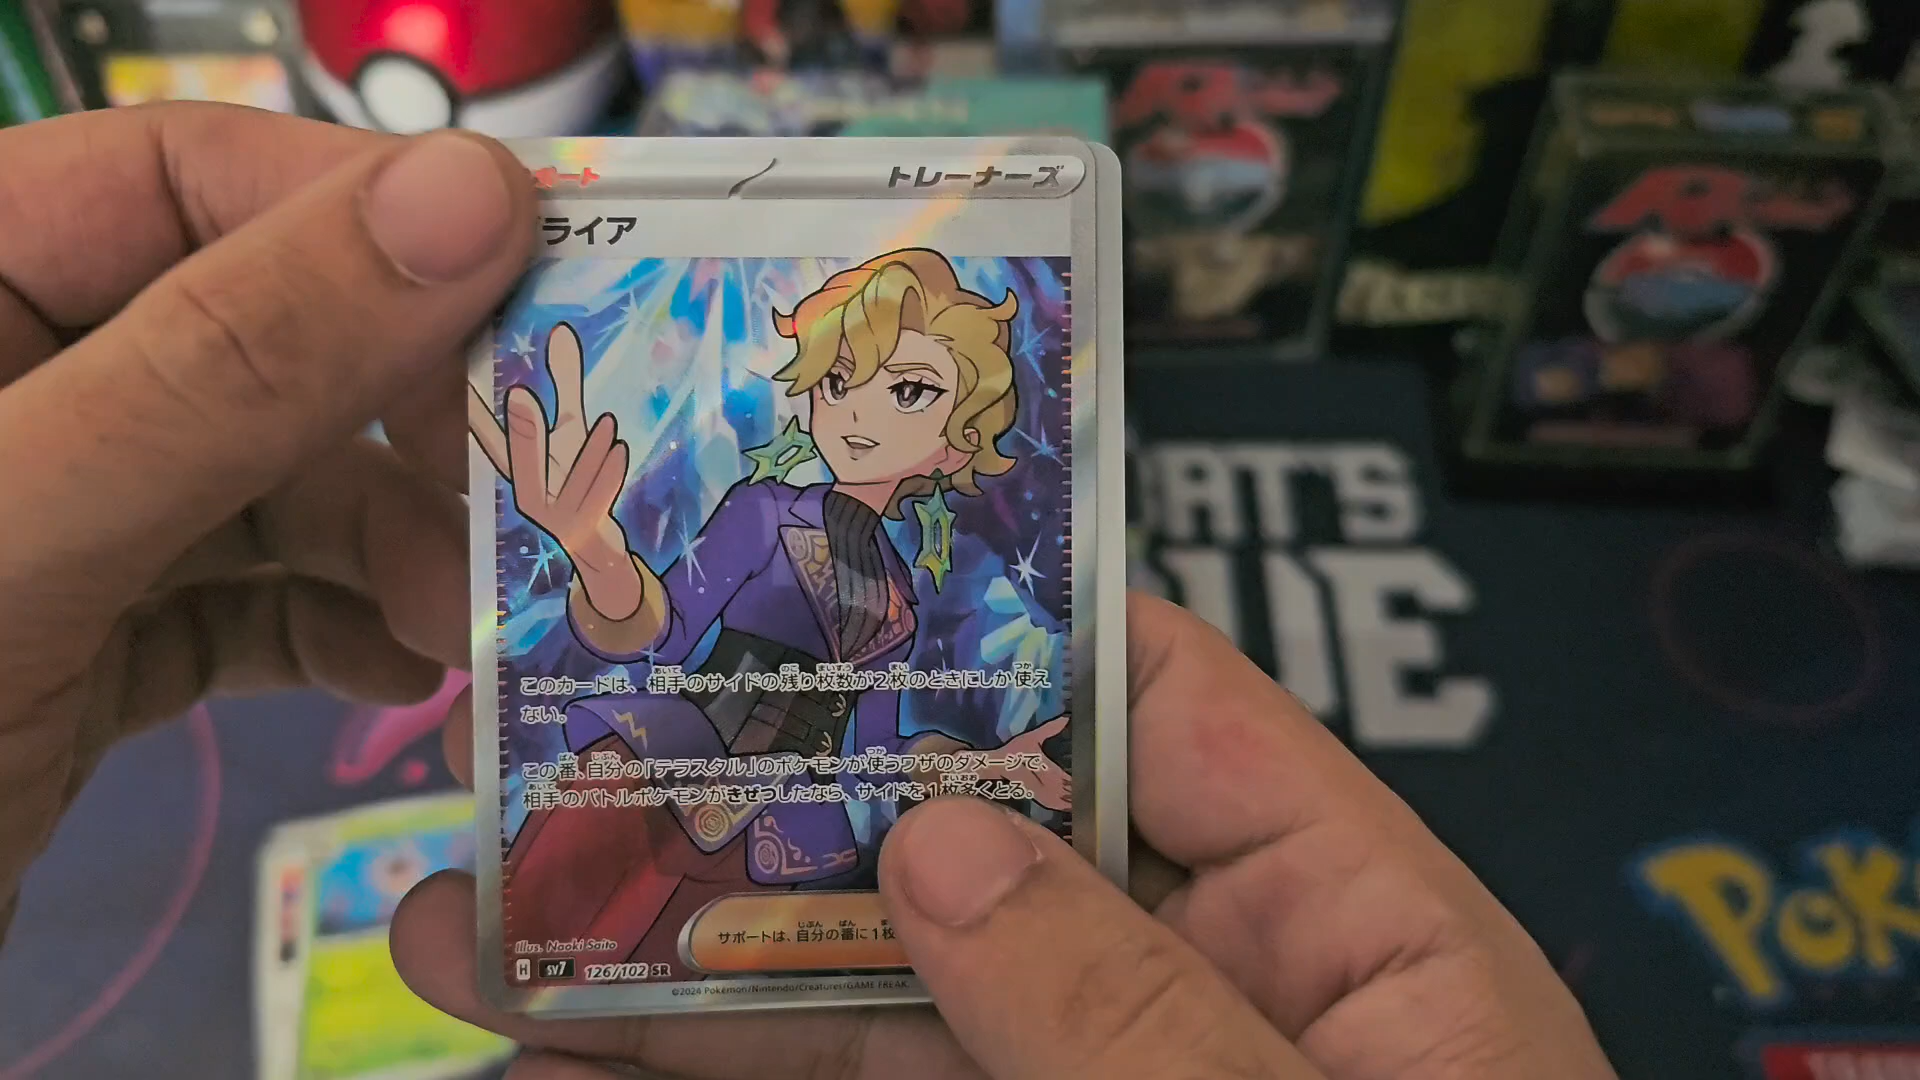 ポート
トレーナーズ
ライア
このカードは、相手のサイドの残り枚数が2枚のときにしか使え
ない。
この番、自分の「テラスタル」のポケモンが使うワザのダメージで、
相手のバトルポケモンがきぜつしたなら、サイドを1枚多くとる。
サポートは、自分の番に1枚
Illus. Naoki Saito
H SV7 126/102 SR
©2024 Pokémon/Nintendo/Creatures/GAME FREAK.